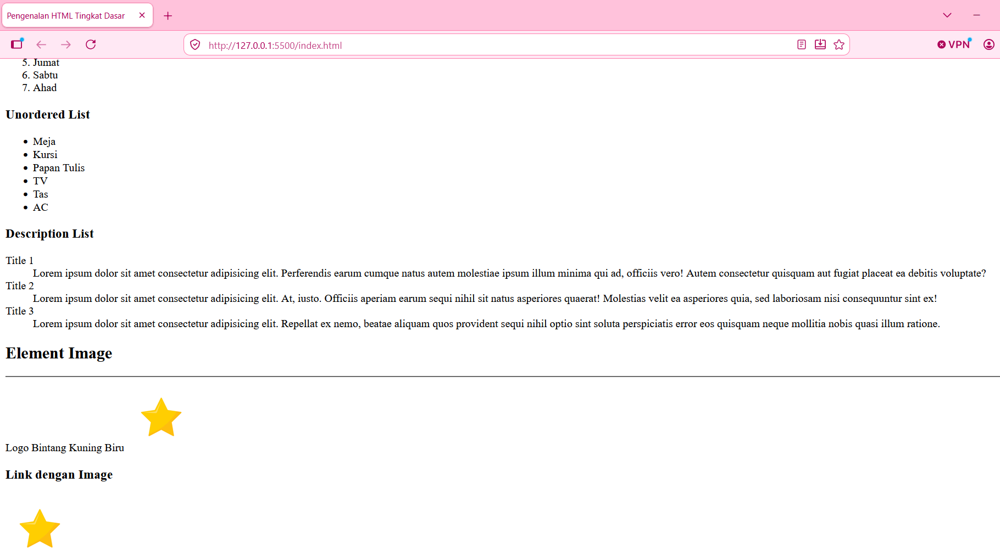 Pengenalan HTML Tingkat Dasar
http://127.0.0.1:5500/index.html
VPN
5. Jumat
6. Sabtu
7. Ahad
Unordered List
• Meja
• Kursi
• Papan Tulis
• TV
• Tas
• AC
Description List
Title 1
Lorem ipsum dolor sit amet consectetur adipisicing elit. Perferendis earum cumque natus autem molestiae ipsum illum minima qui ad, officiis vero! Autem consectetur quisquam aut fugiat placeat ea debitis voluptate?
Title 2
Lorem ipsum dolor sit amet consectetur adipisicing elit. At, iusto. Officiis aperiam earum sequi nihil sit natus asperiores quaerat! Molestias velit ea asperiores quia, sed laboriosam nisi consequuntur sint ex!
Title 3
Lorem ipsum dolor sit amet consectetur adipisicing elit. Repellat ex nemo, beatae aliquam quos provident sequi nihil optio sint soluta perspiciatis error eos quisquam neque mollitia nobis quasi illum ratione.
Element Image
Logo Bintang Kuning Biru
Link dengan Image